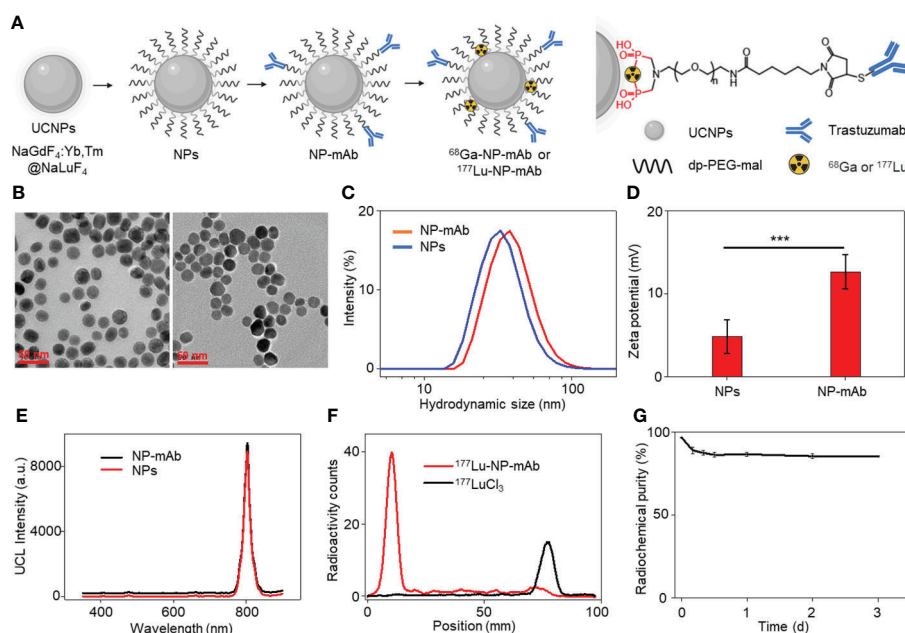 A
UCNPs
NaGdF₄:Yb,Tm
@NaLuF₄
NPs
NP-mAb
⁶⁸Ga-NP-mAb or
¹⁷⁷Lu-NP-mAb
HO
P
O
N
O
n
N
H
O
O
N
O
S
O
P
HO
UCNPs
Trastuzumab
dp-PEG-mal
⁶⁸Ga or ¹⁷⁷Lu
B
50 nm
C
20
10
0
Intensity (%)
NP-mAb
NPs
10
100
Hydrodynamic size (nm)
D
20
10
0
Zeta potential (mV)
***
NPs
NP-mAb
E
8000
4000
0
UCL Intensity (a.u.)
NP-mAb
NPs
400
600
800
Wavelength (nm)
F
40
20
0
Radioactivity counts
¹⁷⁷Lu-NP-mAb
¹⁷⁷LuCl₃
0
50
100
Position (mm)
G
100
50
0
Radiochemical purity (%)
0
1
2
3
Time (d)